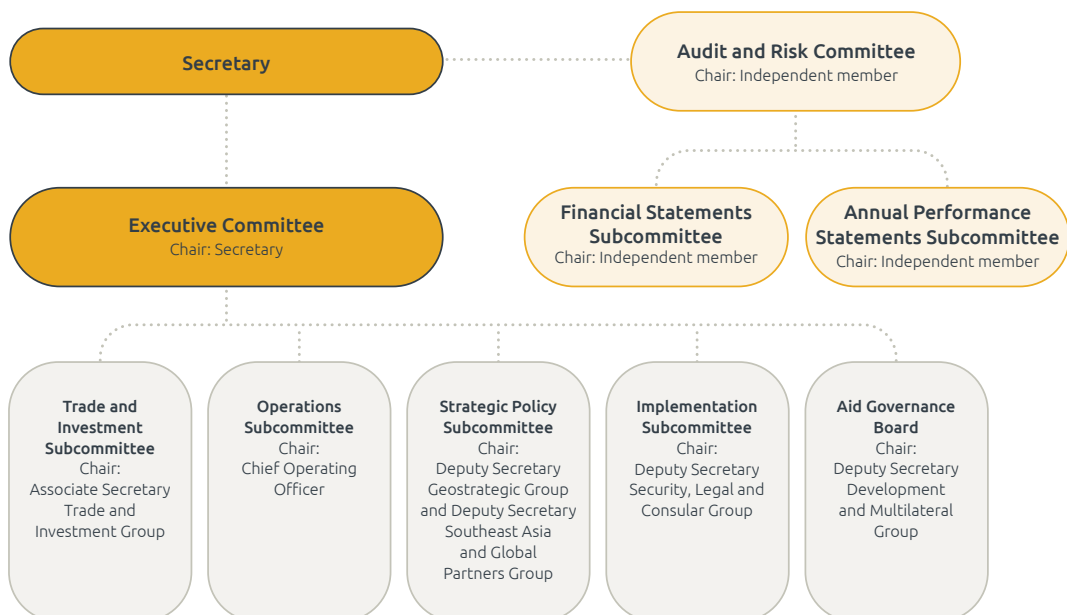 Secretary
Audit and Risk Committee
Chair: Independent member
Executive Committee
Chair: Secretary
Financial Statements
Subcommittee
Chair: Independent member
Annual Performance
Statements Subcommittee
Chair: Independent member
Trade and
Investment
Subcommittee
Chair:
Associate Secretary
Trade and
Investment Group
Operations
Subcommittee
Chair:
Chief Operating
Officer
Strategic Policy
Subcommittee
Chair:
Deputy Secretary
Geostrategic Group
and Deputy Secretary
Southeast Asia
and Global
Partners Group
Implementation
Subcommittee
Chair:
Deputy Secretary
Security, Legal and
Consular Group
Aid Governance
Board
Chair:
Deputy Secretary
Development
and Multilateral
Group